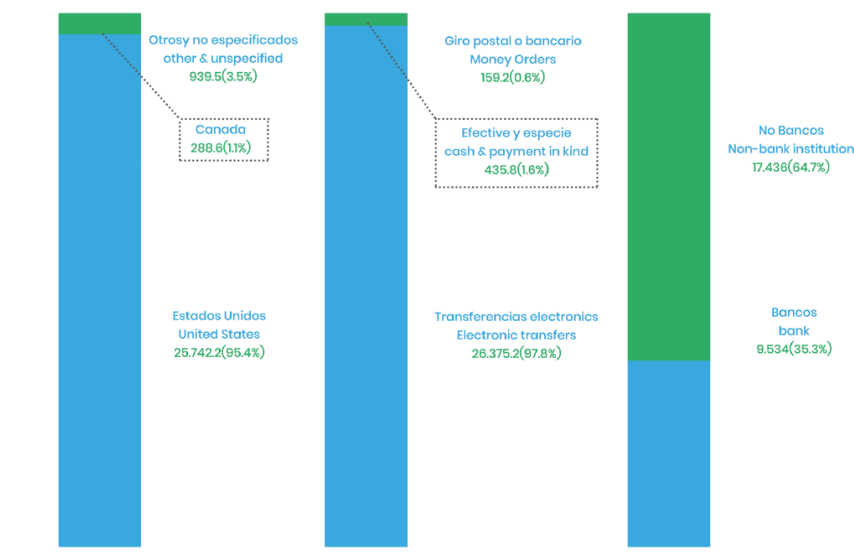 Otrosy no especificados
other & unspecified
939.5(3.5%)
Canada
288.6(1.1%)
Estados Unidos
United States
25.742.2(95.4%)
Giro postal o bancario
Money Orders
159.2(0.6%)
Efective y especie
cash & payment in kind
435.8(1.6%)
Transferencias electronics
Electronic transfers
26.375.2(97.8%)
No Bancos
Non-bank institution
17.436(64.7%)
Bancos
bank
9.534(35.3%)